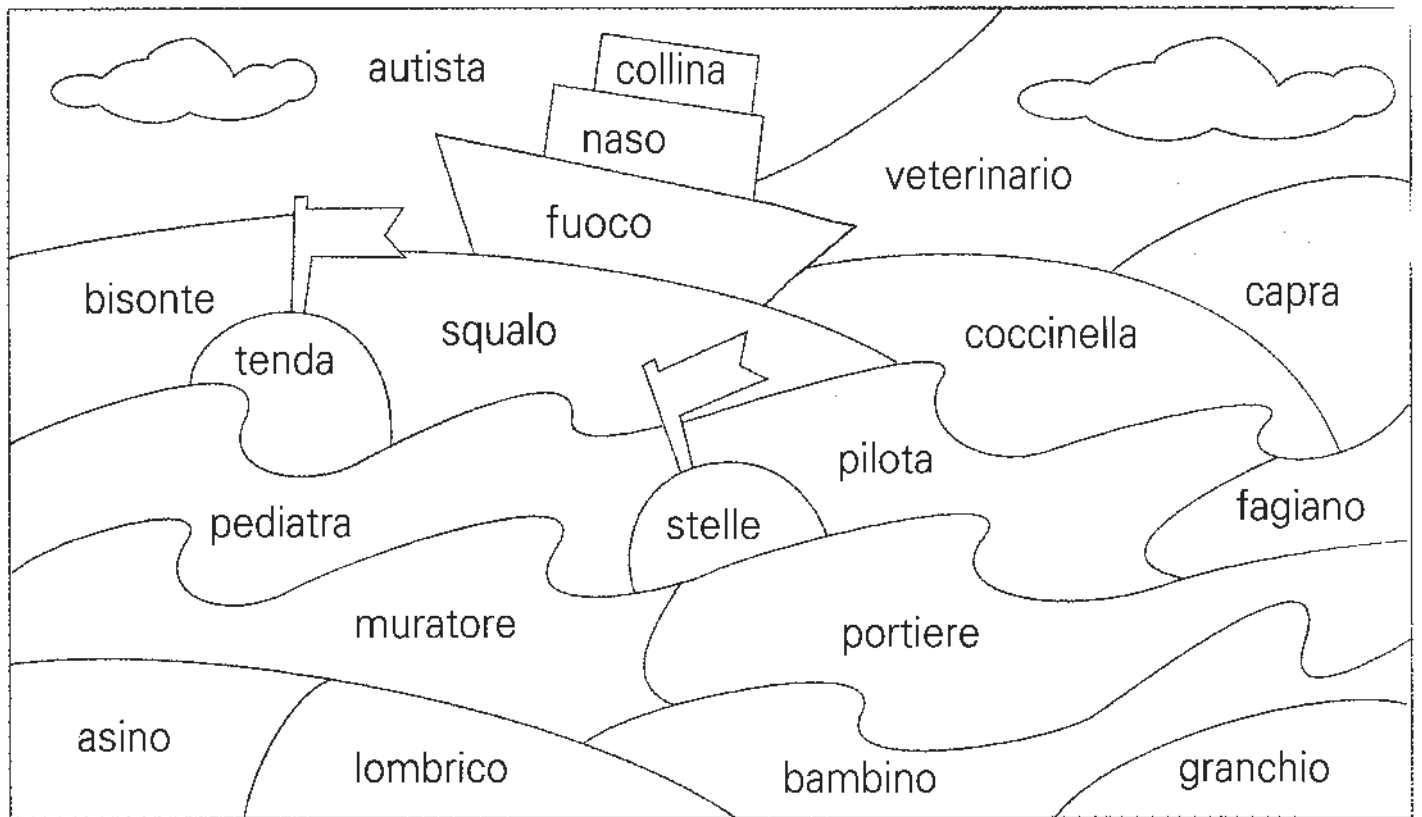 autista
collina
naso
veterinario
fuoco
bisonte
squalo
coccinella
capra
tenda
pilota
pediatra
stelle
fagiano
muratore
portiere
asino
lombrico
bambino
granchio